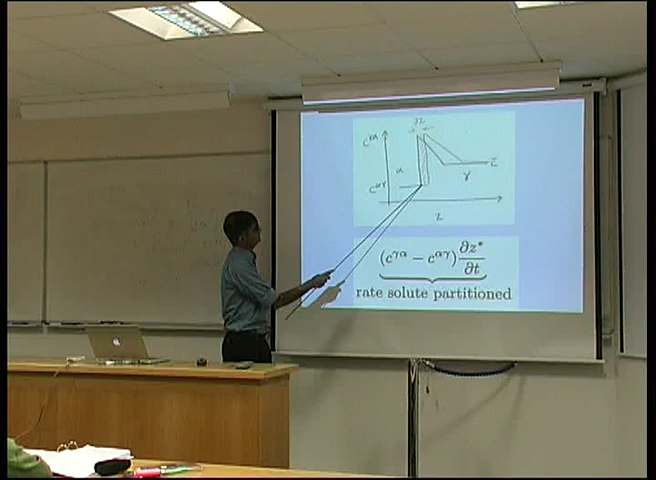 ∂z
c^γα
α
c̄
c^αγ
γ
z
(c^γα − c^αγ) ∂z*/∂t
rate solute partitioned